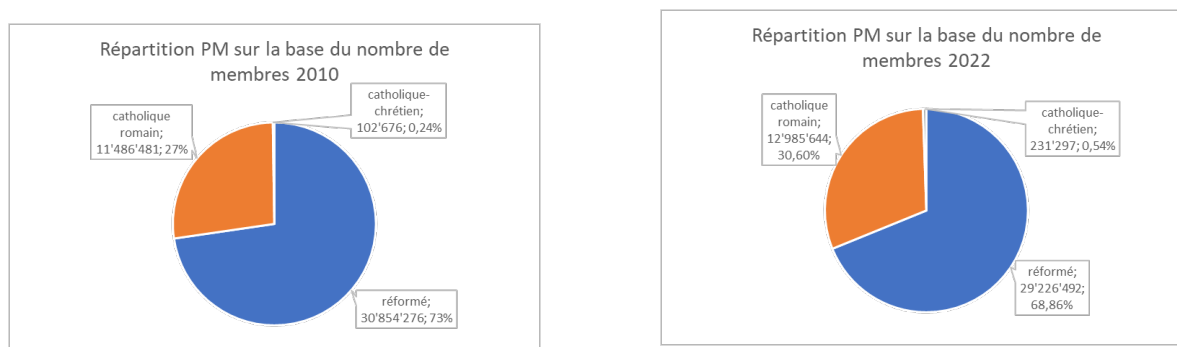 Répartition PM sur la base du nombre de
membres 2010
catholique-
chrétien;
102'676; 0,24%
catholique
romain;
11'486'481; 27%
réformé;
30'854'276; 73%
Répartition PM sur la base du nombre de
membres 2022
catholique
romain;
12'985'644;
30,60%
catholique-
chrétien;
231'297; 0,54%
réformé;
29'226'492;
68,86%